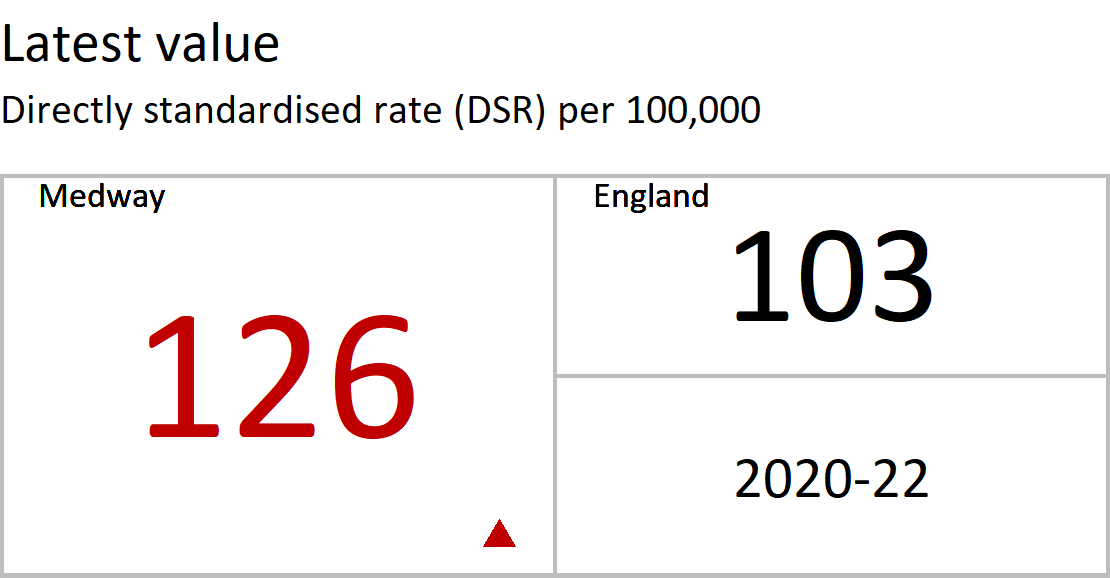 Latest value
Directly standardised rate (DSR) per 100,000
Medway
126
England
103
2020-22